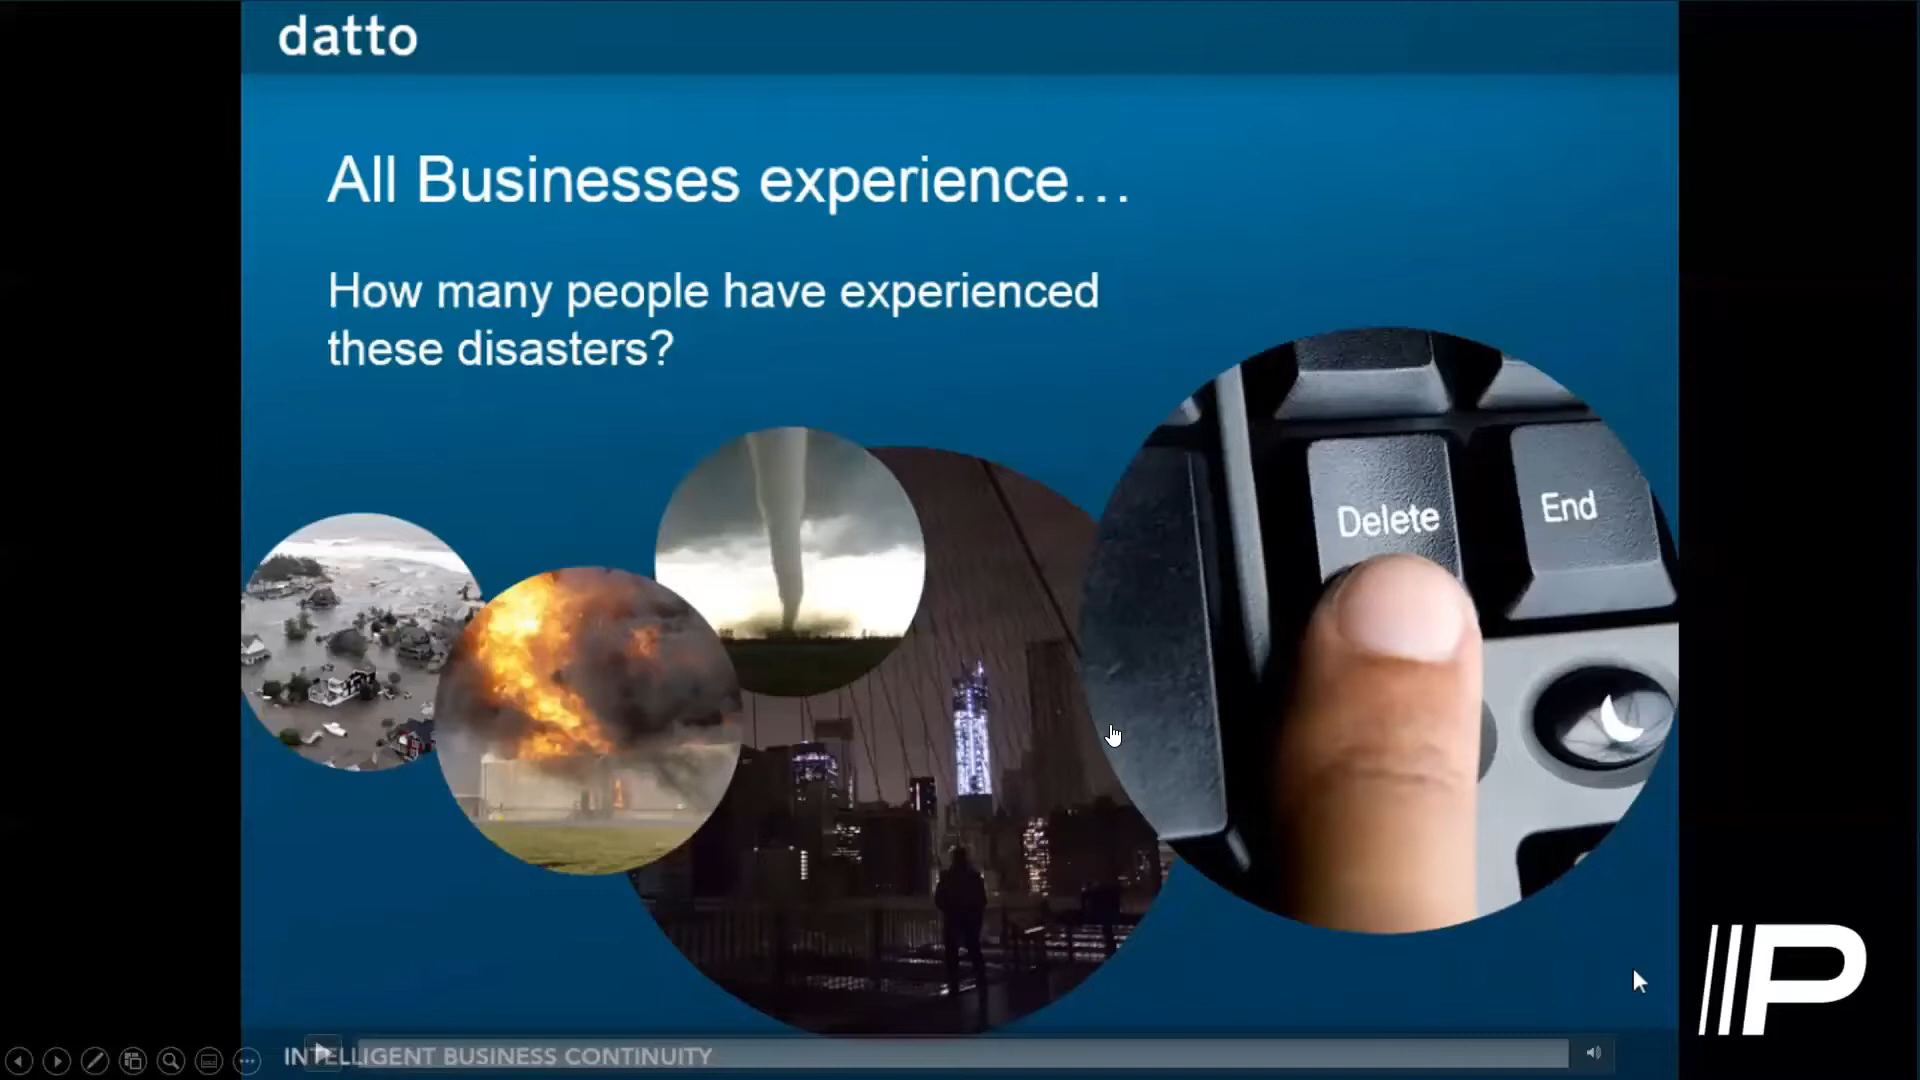 datto
All Businesses experience...
How many people have experienced
these disasters?
Delete
End
INTELLIGENT BUSINESS CONTINUITY
P